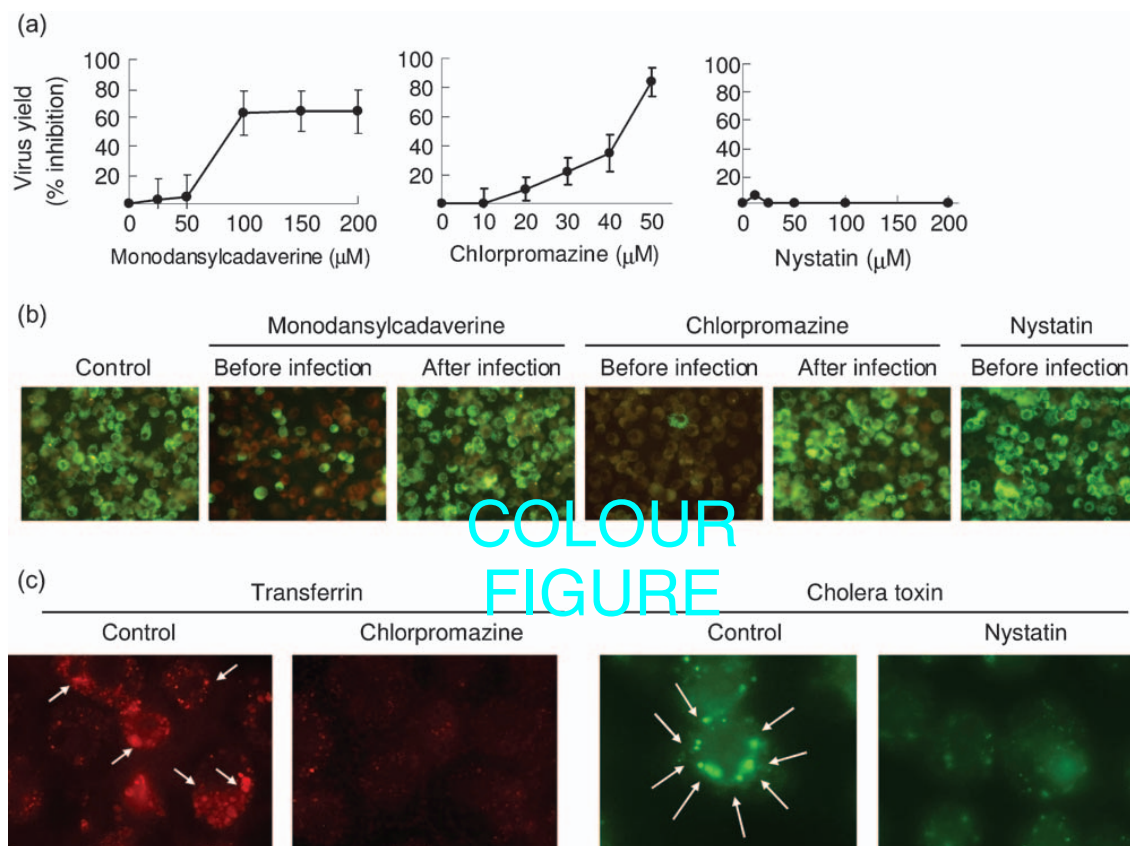 (a)
Virus yield
(% inhibition)
100
80
60
40
20
0 50 100 150 200
Monodansylcadaverine (μM)
100
80
60
40
20
0 10 20 30 40 50
Chlorpromazine (μM)
100
80
60
40
20
0 50 100 150 200
Nystatin (μM)
(b)
Monodansylcadaverine Chlorpromazine Nystatin
Control Before infection After infection Before infection After infection Before infection
COLOUR
FIGURE
(c)
Transferrin Cholera toxin
Control Chlorpromazine Control Nystatin